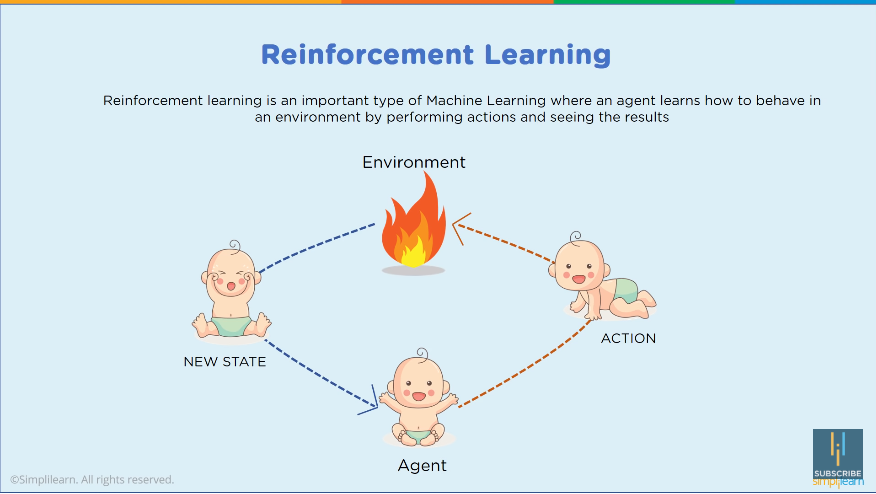 Reinforcement Learning
Reinforcement learning is an important type of Machine Learning where an agent learns how to behave in
an environment by performing actions and seeing the results
Environment
ACTION
NEW STATE
Agent
©Simplilearn. All rights reserved.
SUBSCRIBE
simplilearn